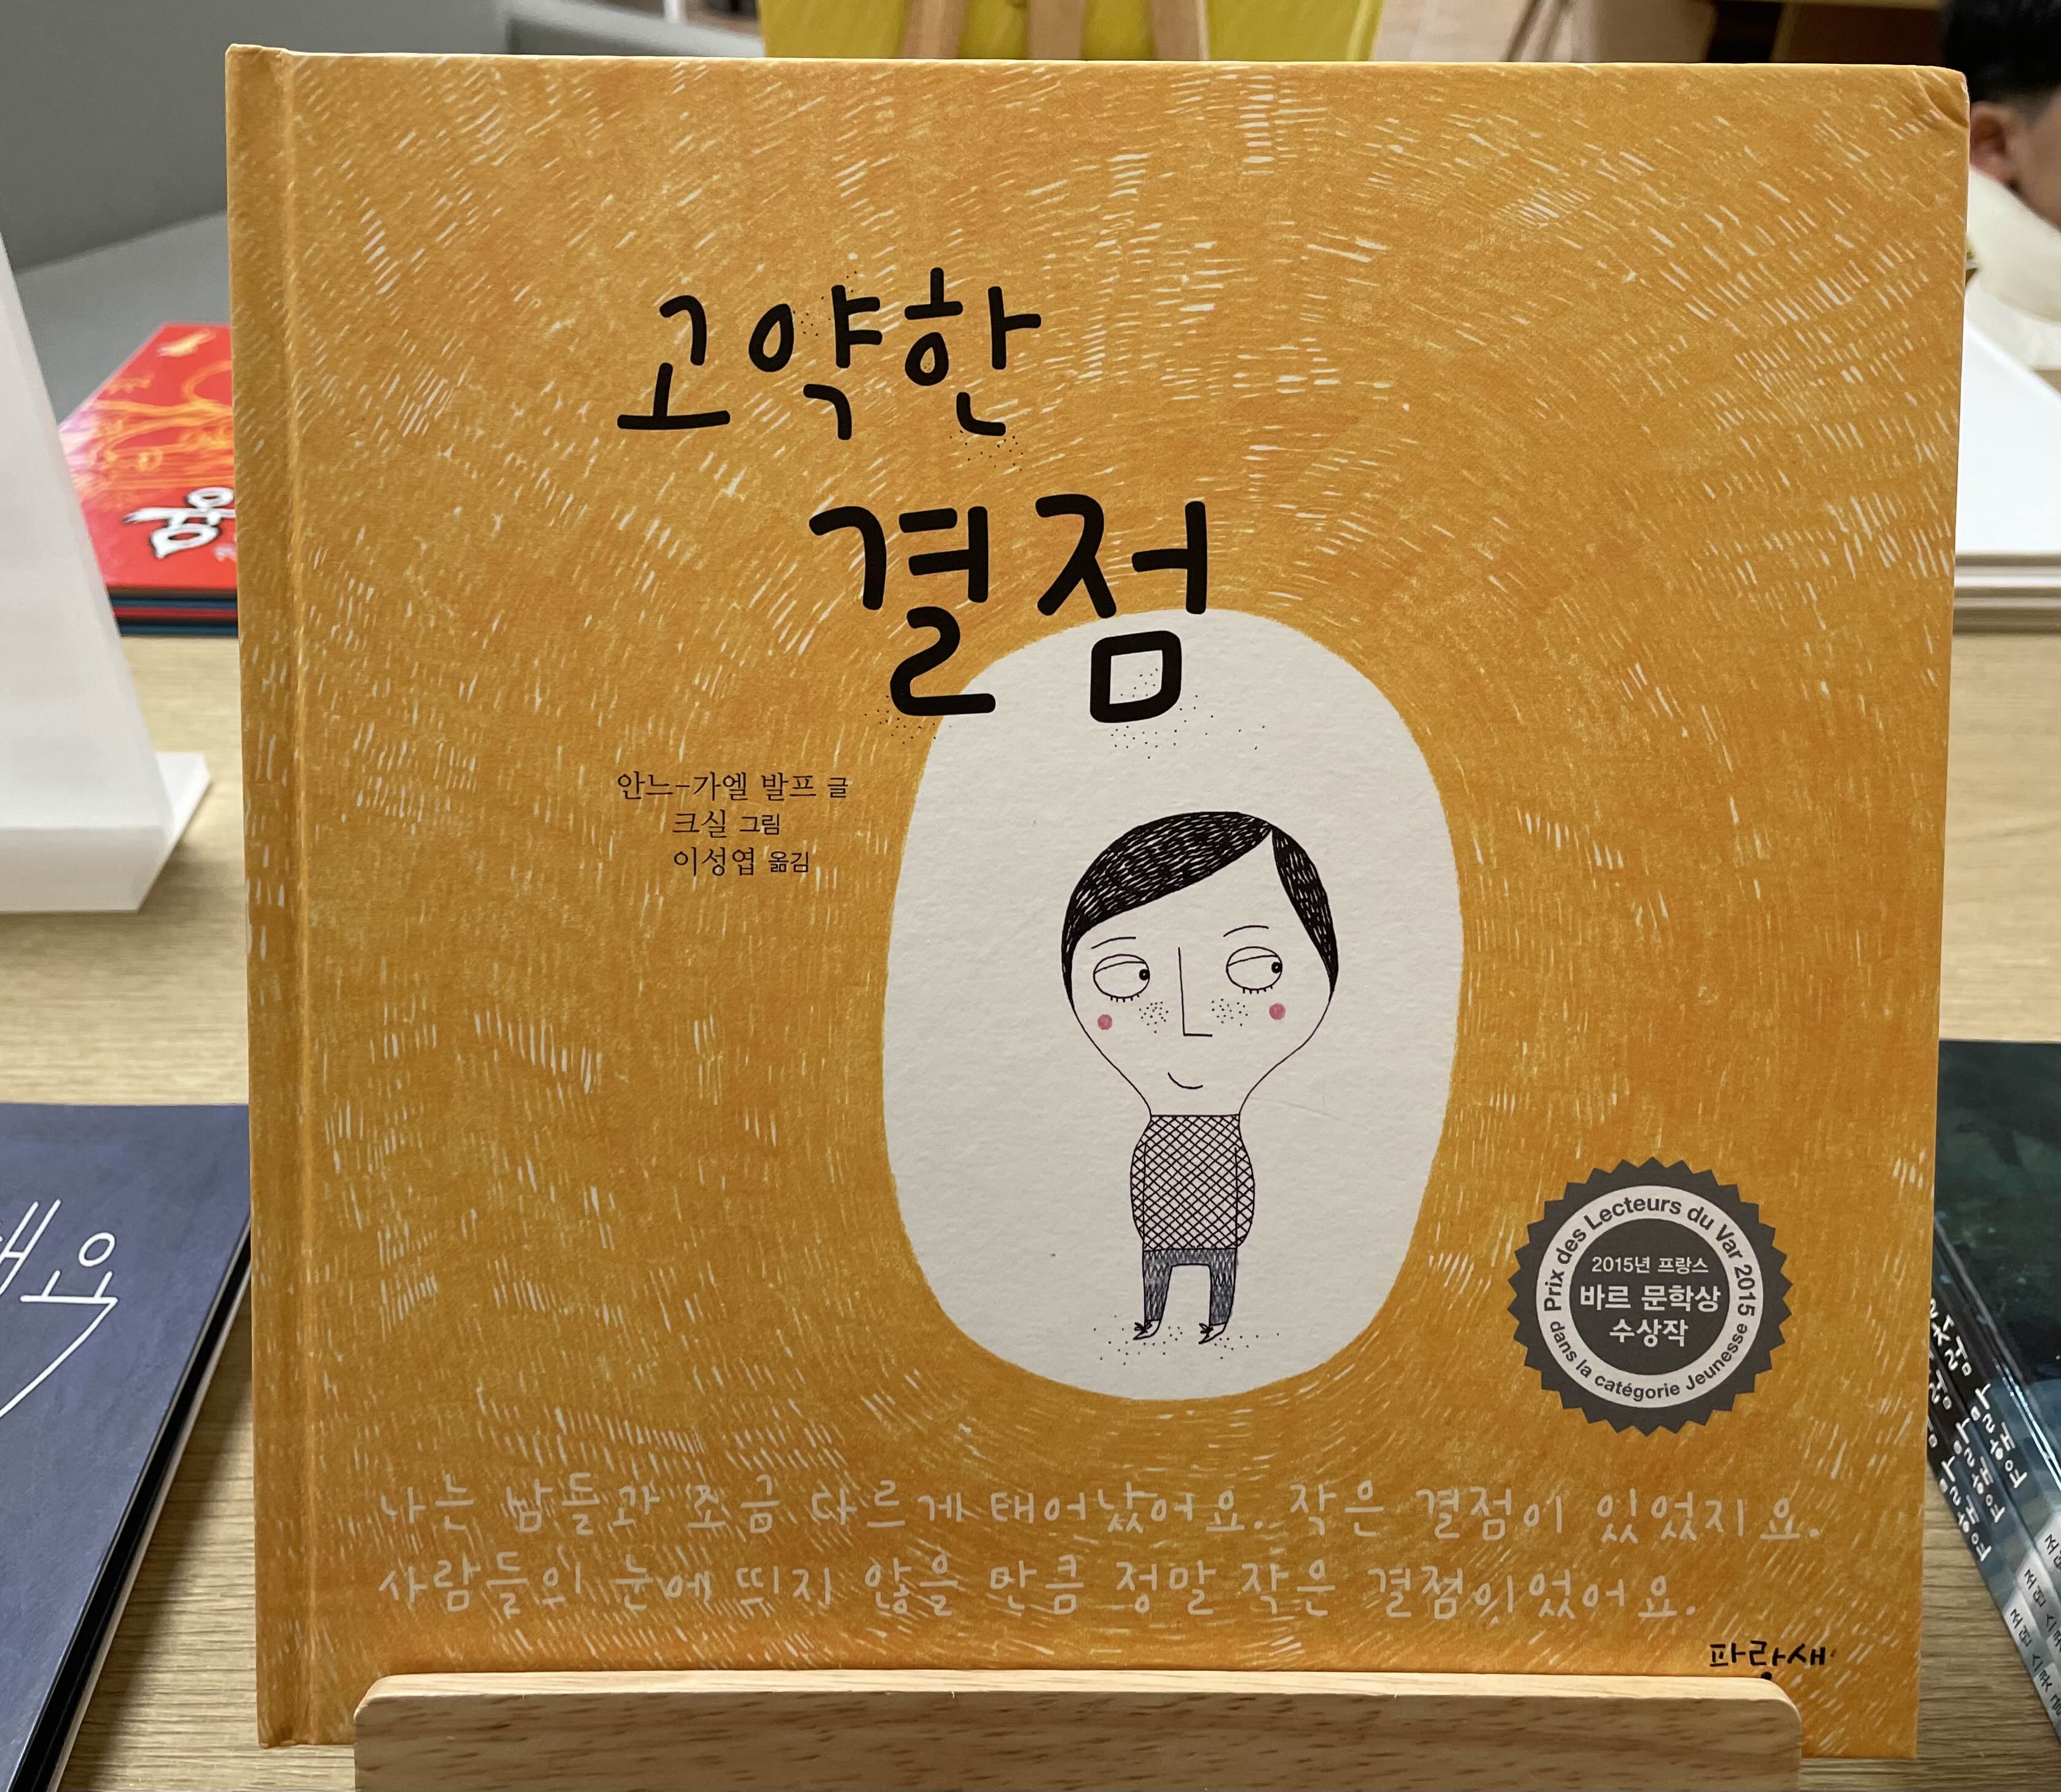 고약한
결점
안느-가엘 발프 글
크실 그림
이성엽 옮김
Prix des Lecteurs du Var 2015
2015년 프랑스
바르 문학상
수상작
dans la catégorie Jeunesse
나는 남들과 조금 다르게 태어났어요. 작은 결점이 있었지요.
사람들의 눈에 띄지 않을 만큼 정말 작은 결점이었어요.
파랑새